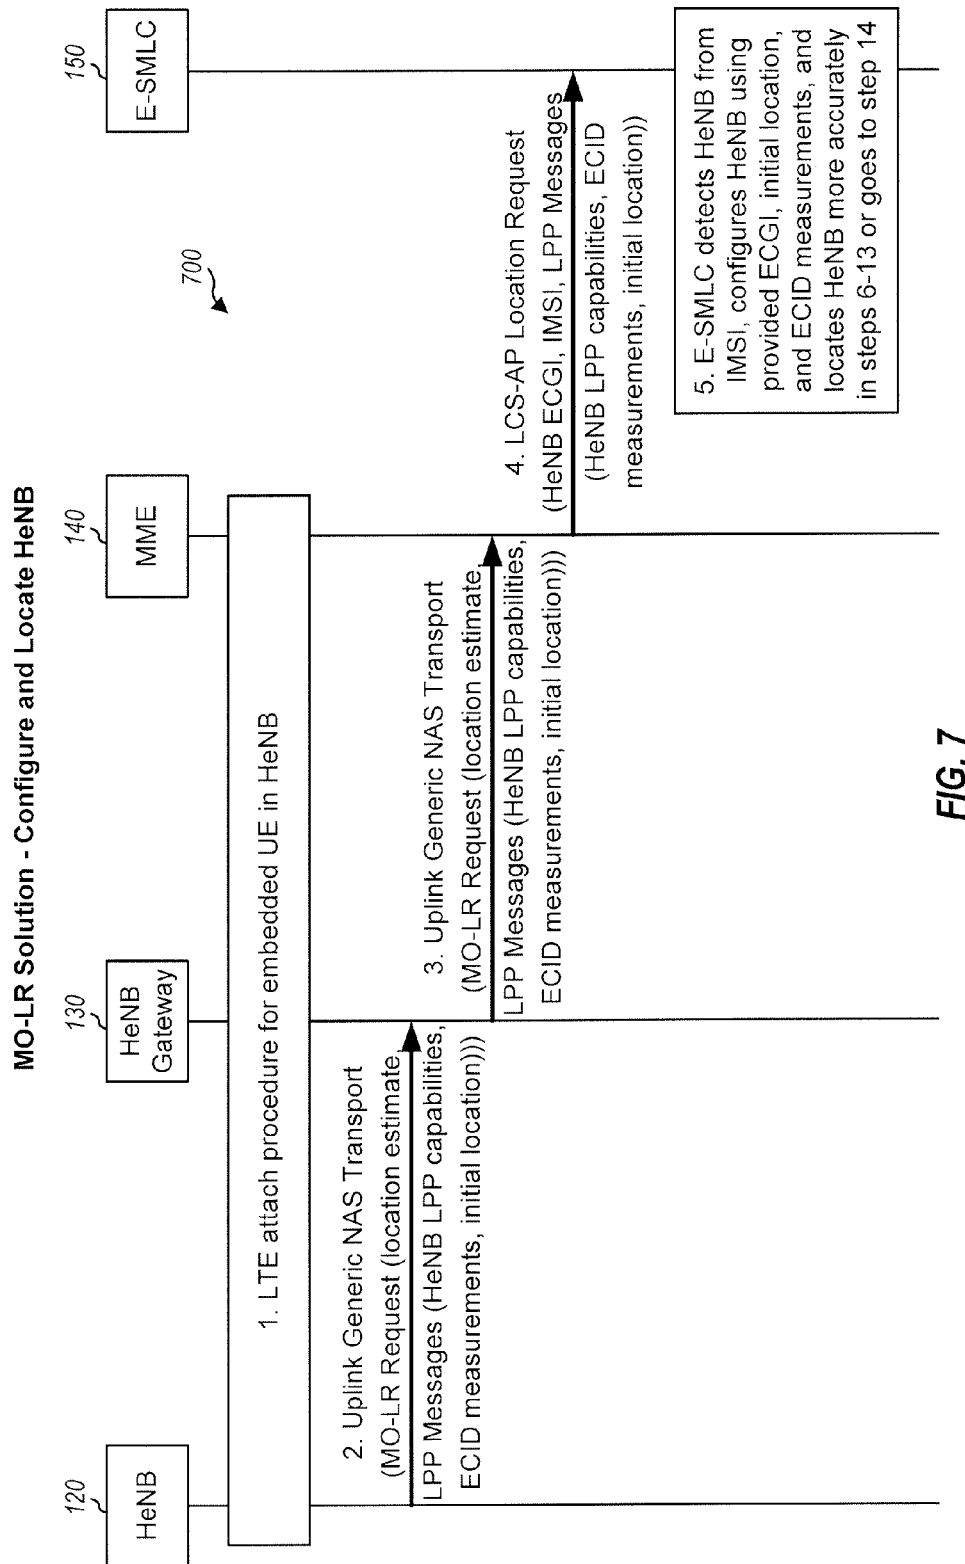 MO-LR Solution - Configure and Locate HeNB
120
HeNB
130
HeNB
Gateway
140
MME
150
E-SMLC
700
1. LTE attach procedure for embedded UE in HeNB
2. Uplink Generic NAS Transport
(MO-LR Request (location estimate,
LPP Messages (HeNB LPP capabilities,
ECID measurements, initial location)))
3. Uplink Generic NAS Transport
(MO-LR Request (location estimate,
LPP Messages (HeNB LPP capabilities,
ECID measurements, initial location)))
4. LCS-AP Location Request
(HeNB ECGI, IMSI, LPP Messages
(HeNB LPP capabilities, ECID
measurements, initial location))
5. E-SMLC detects HeNB from
IMSI, configures HeNB using
provided ECGI, initial location,
and ECID measurements, and
locates HeNB more accurately
in steps 6-13 or goes to step 14
FIG. 7